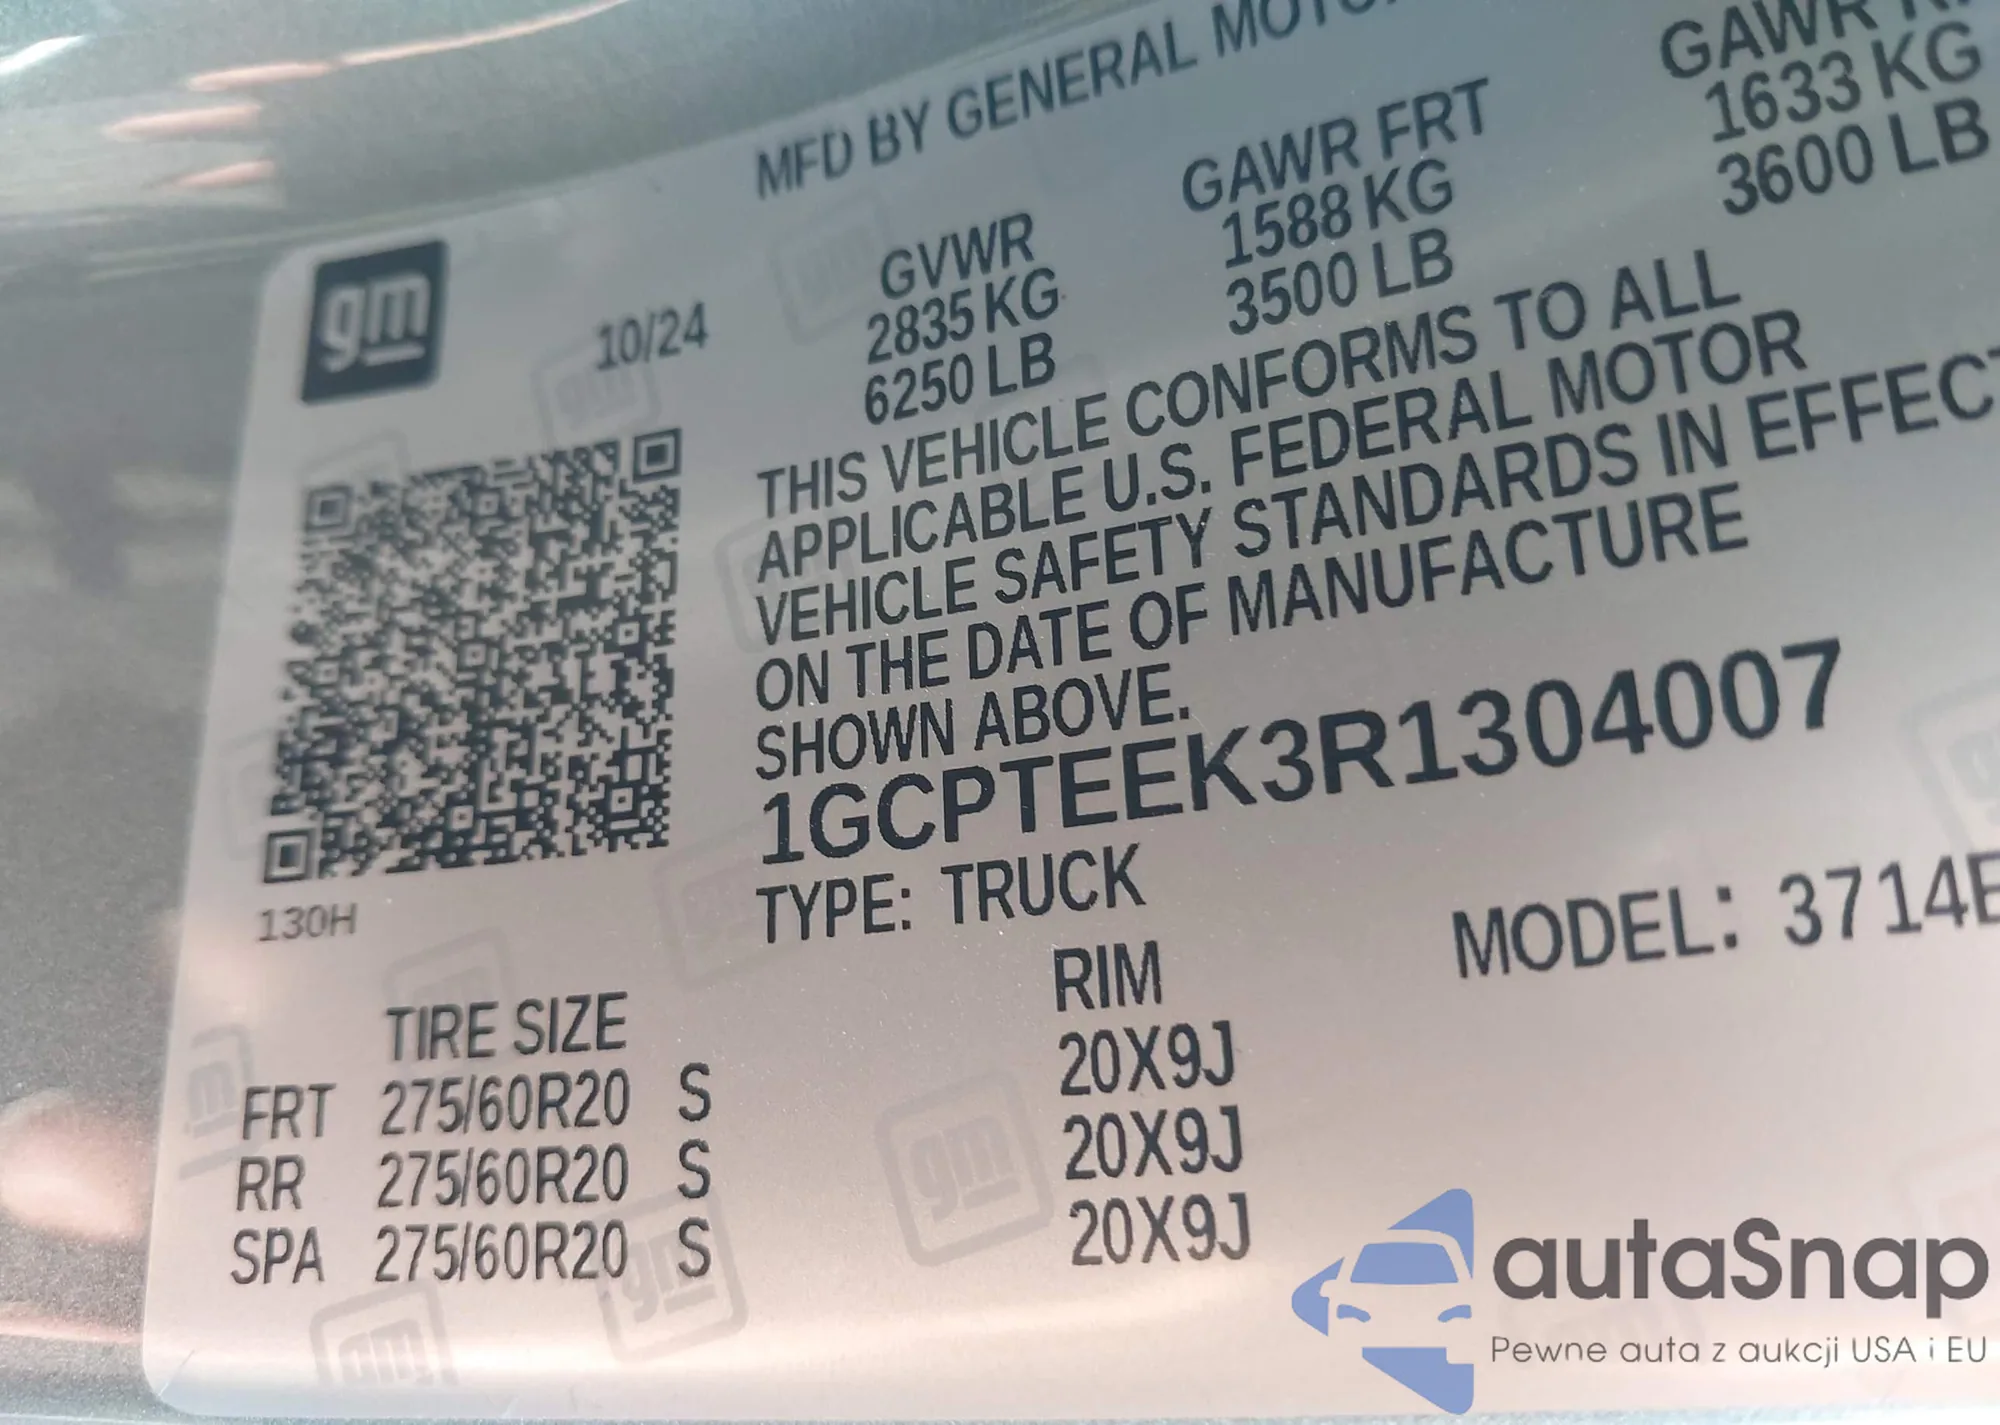 MFD BY GENERAL
GVWR
2835 KG
6250 LB
GAWR FRT
1588 KG
3500 LB
GAWR
1633 KG
3600 LB
gm
10/24
THIS VEHICLE CONFORMS TO ALL
APPLICABLE U.S. FEDERAL MOTOR
VEHICLE SAFETY STANDARDS IN EFFECT
ON THE DATE OF MANUFACTURE
SHOWN ABOVE.
1GCPTEEK3R1304007
TYPE: TRUCK
MODEL: 3714
130H
TIRE SIZE RIM
FRT 275/60R20 S 20X9J
RR 275/60R20 S 20X9J
SPA 275/60R20 S 20X9J
autaSnap
Pewne auta z aukcji USA i EU